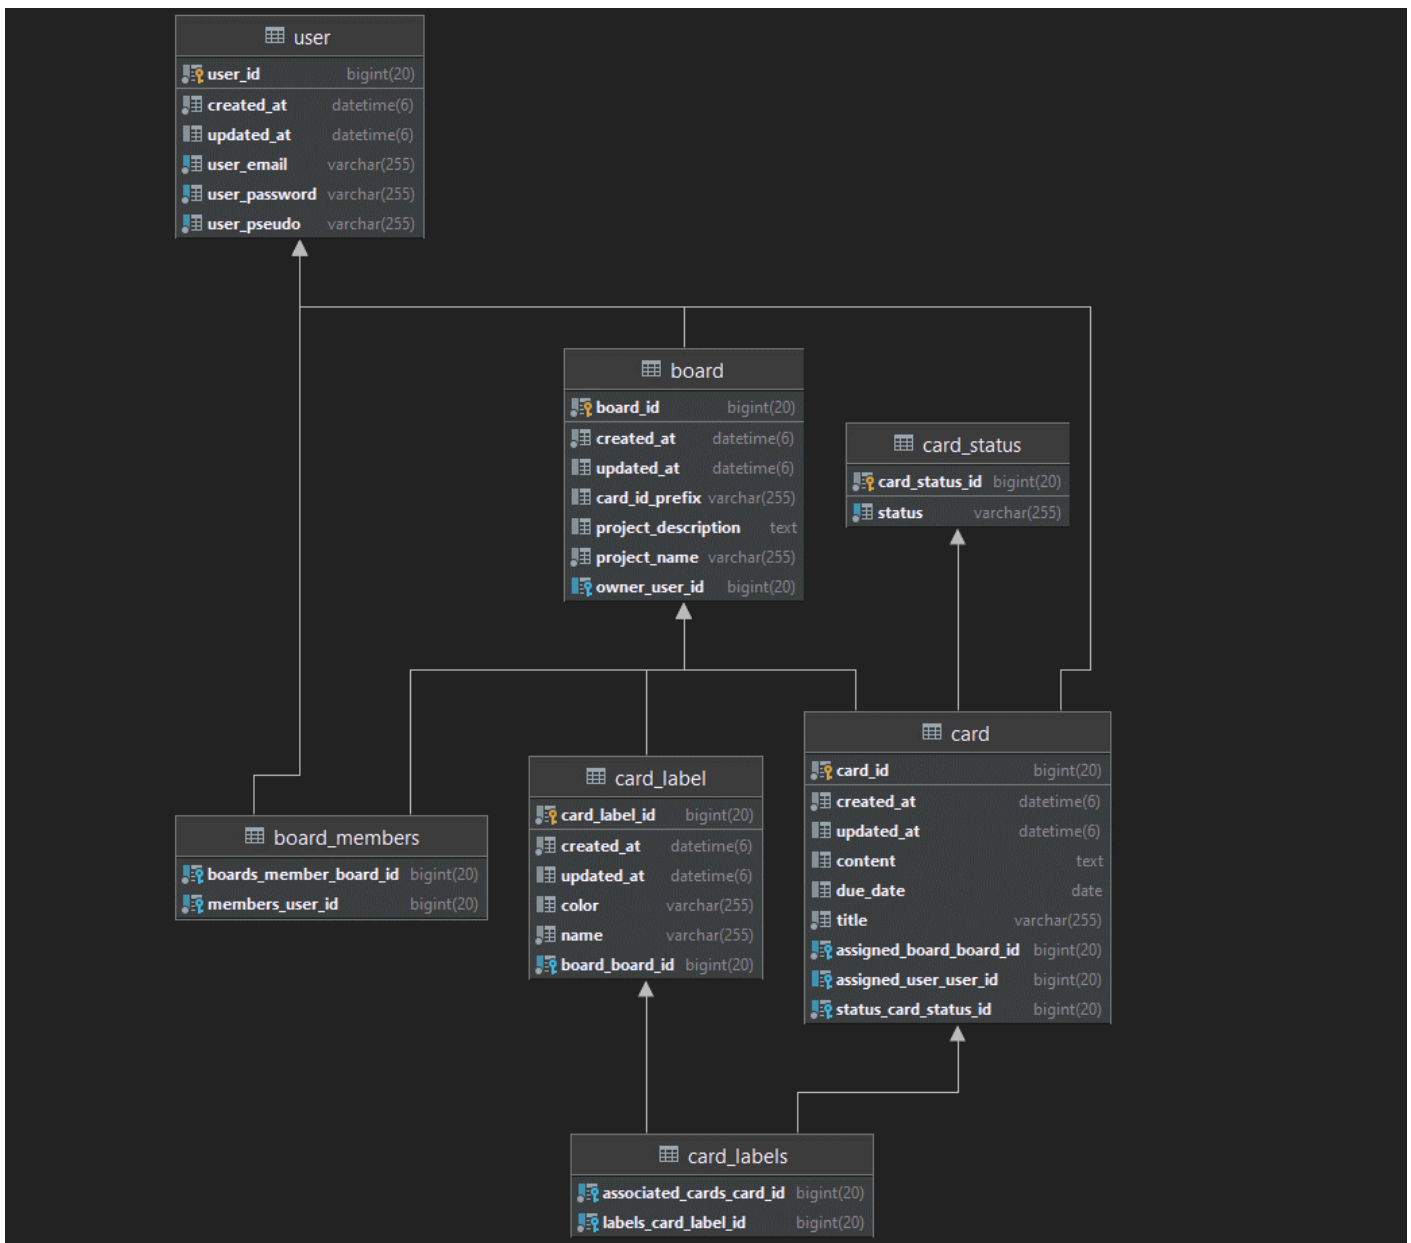 user
user_id bigint(20)
created_at datetime(6)
updated_at datetime(6)
user_email varchar(255)
user_password varchar(255)
user_pseudo varchar(255)
board
board_id bigint(20)
created_at datetime(6)
updated_at datetime(6)
card_id_prefix varchar(255)
project_description text
project_name varchar(255)
owner_user_id bigint(20)
card_status
card_status_id bigint(20)
status varchar(255)
card
card_id bigint(20)
created_at datetime(6)
updated_at datetime(6)
content text
due_date date
title varchar(255)
assigned_board_board_id bigint(20)
assigned_user_user_id bigint(20)
status_card_status_id bigint(20)
card_label
card_label_id bigint(20)
created_at datetime(6)
updated_at datetime(6)
color varchar(255)
name varchar(255)
board_board_id bigint(20)
board_members
boards_member_board_id bigint(20)
members_user_id bigint(20)
card_labels
associated_cards_card_id bigint(20)
labels_card_label_id bigint(20)